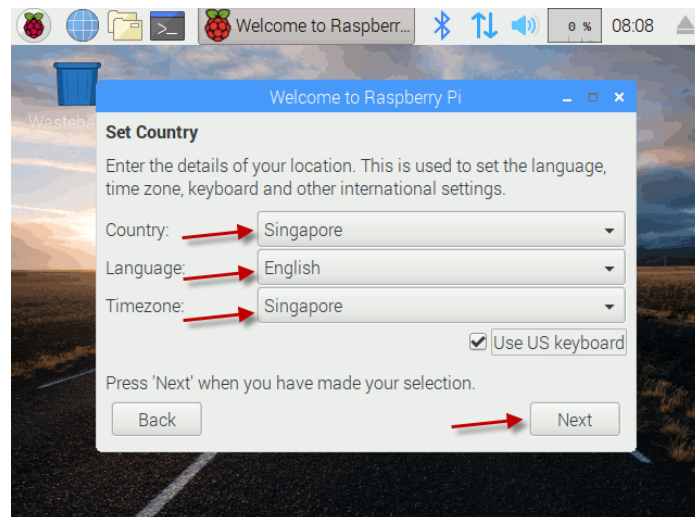 Welcome to Raspberr...
0 %
08:08
Welcome to Raspberry Pi
Set Country
Enter the details of your location. This is used to set the language,
time zone, keyboard and other international settings.
Country:
Singapore
Language:
English
Timezone:
Singapore
Use US keyboard
Press 'Next' when you have made your selection.
Back
Next